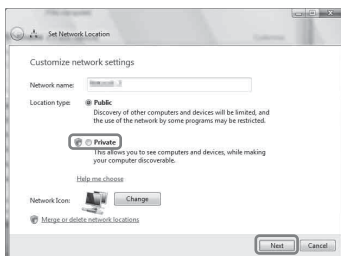 Set Network Location
Customize network settings
Network name:
Location type:
Public
Discovery of other computers and devices will be limited, and
the use of the network by some programs may be restricted.
Private
This allows you to see computers and devices, while making
your computer discoverable.
Help me choose
Network Icon:
Change
Merge or delete network locations
Next
Cancel